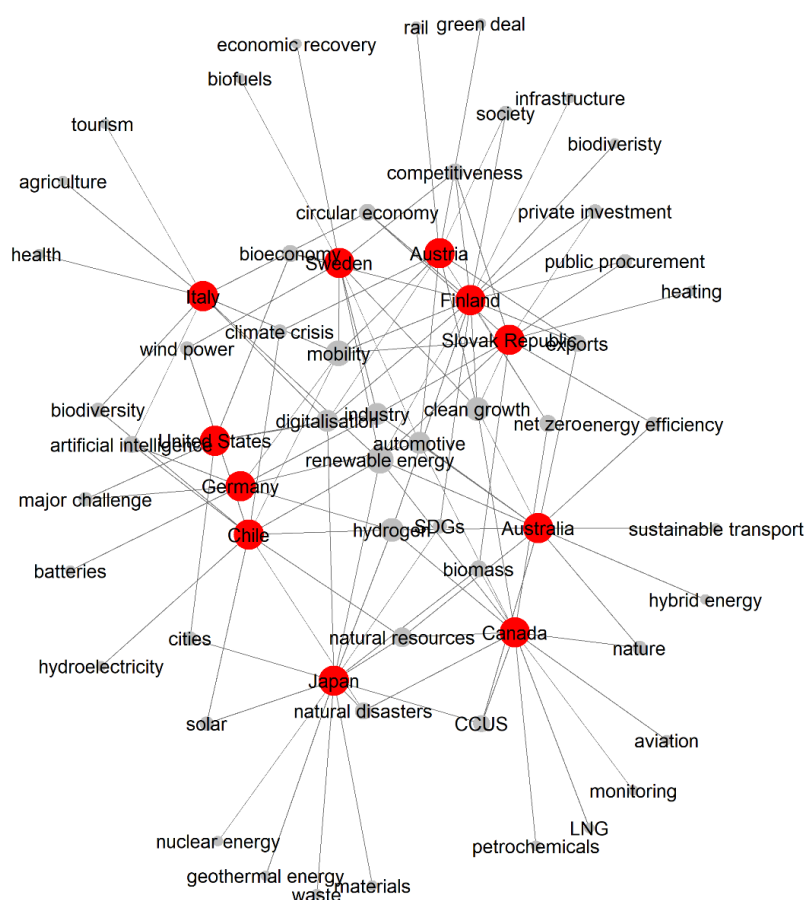 rail
green deal
economic recovery
biofuels
infrastructure
society
tourism
biodiveristy
competitiveness
agriculture
circular economy
private investment
health
bioeconomy
Sweden
Austria
public procurement
Italy
Finland
heating
climate crisis
Slovak Republic
exports
wind power
mobility
biodiversity
digitalisation
industry
clean growth
net zero
energy efficiency
artificial intelligence
United States
automotive
renewable energy
major challenge
Germany
Chile
hydrogen
SDGs
Australia
sustainable transport
batteries
biomass
hybrid energy
cities
natural resources
Canada
nature
hydroelectricity
Japan
natural disasters
solar
CCUS
aviation
monitoring
nuclear energy
LNG
petrochemicals
geothermal energy
materials
waste